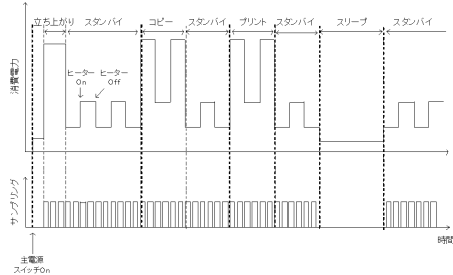 立ち上がり スタンバイ コピー スタンバイ プリント スタンバイ スリープ スタンバイ
消費電力
ヒーター On
ヒーター Off
サンプリング
時間
主電源
スイッチOn